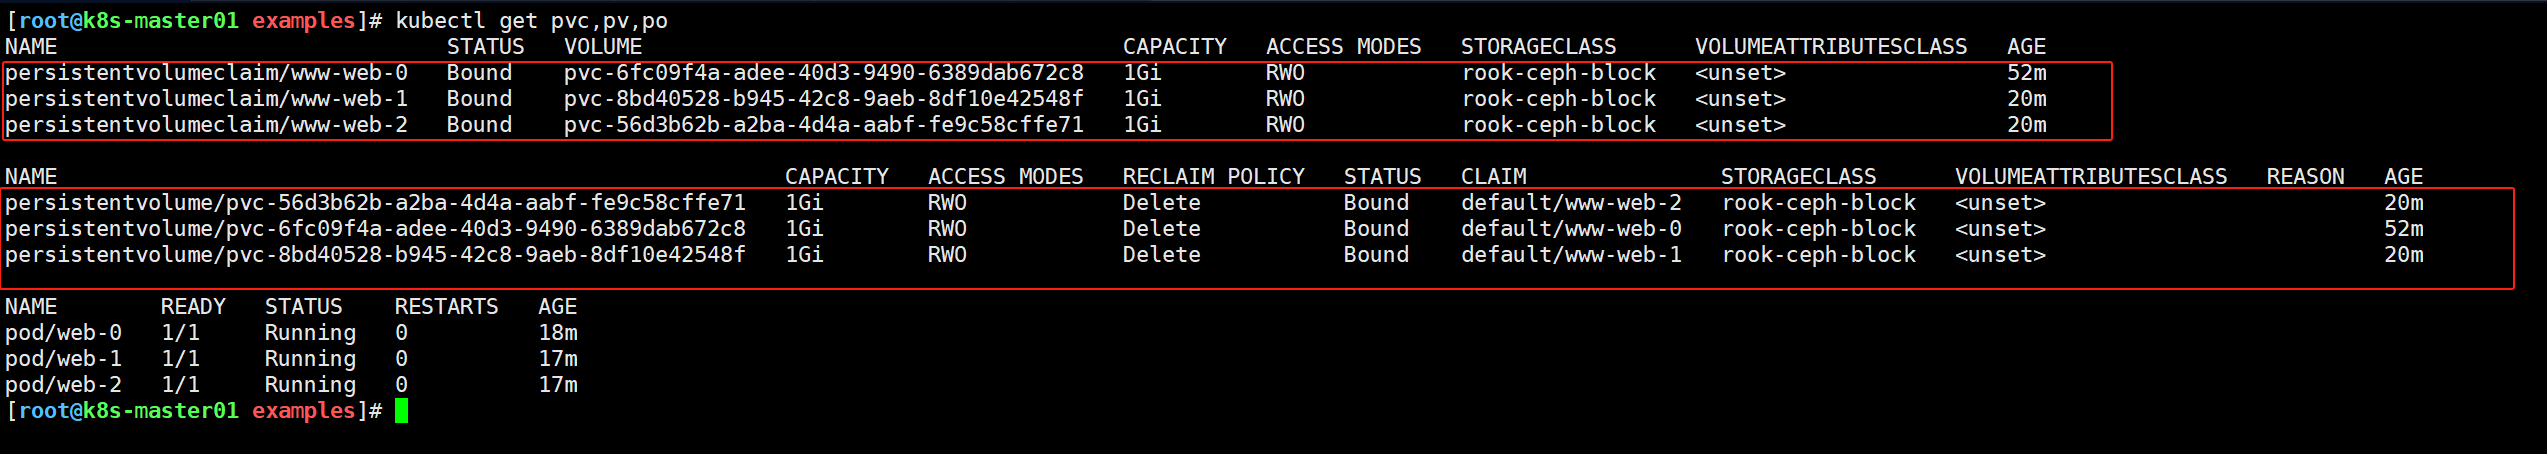 [root@k8s-master01 examples]# kubectl get pvc,pv,po
NAME                              STATUS   VOLUME                                     CAPACITY   ACCESS MODES   STORAGECLASS      VOLUMEATTRIBUTESCLASS   AGE
persistentvolumeclaim/www-web-0   Bound    pvc-6fc09f4a-adee-40d3-9490-6389dab672c8   1Gi        RWO            rook-ceph-block   <unset>                 52m
persistentvolumeclaim/www-web-1   Bound    pvc-8bd40528-b945-42c8-9aeb-8df10e42548f   1Gi        RWO            rook-ceph-block   <unset>                 20m
persistentvolumeclaim/www-web-2   Bound    pvc-56d3b62b-a2ba-4d4a-aabf-fe9c58cffe71   1Gi        RWO            rook-ceph-block   <unset>                 20m
NAME                                                        CAPACITY   ACCESS MODES   RECLAIM POLICY   STATUS   CLAIM               STORAGECLASS      VOLUMEATTRIBUTESCLASS   REASON   AGE
persistentvolume/pvc-56d3b62b-a2ba-4d4a-aabf-fe9c58cffe71   1Gi        RWO            Delete           Bound    default/www-web-2   rook-ceph-block   <unset>                          20m
persistentvolume/pvc-6fc09f4a-adee-40d3-9490-6389dab672c8   1Gi        RWO            Delete           Bound    default/www-web-0   rook-ceph-block   <unset>                          52m
persistentvolume/pvc-8bd40528-b945-42c8-9aeb-8df10e42548f   1Gi        RWO            Delete           Bound    default/www-web-1   rook-ceph-block   <unset>                          20m
NAME        READY   STATUS    RESTARTS   AGE
pod/web-0   1/1     Running   0          18m
pod/web-1   1/1     Running   0          17m
pod/web-2   1/1     Running   0          17m
[root@k8s-master01 examples]#